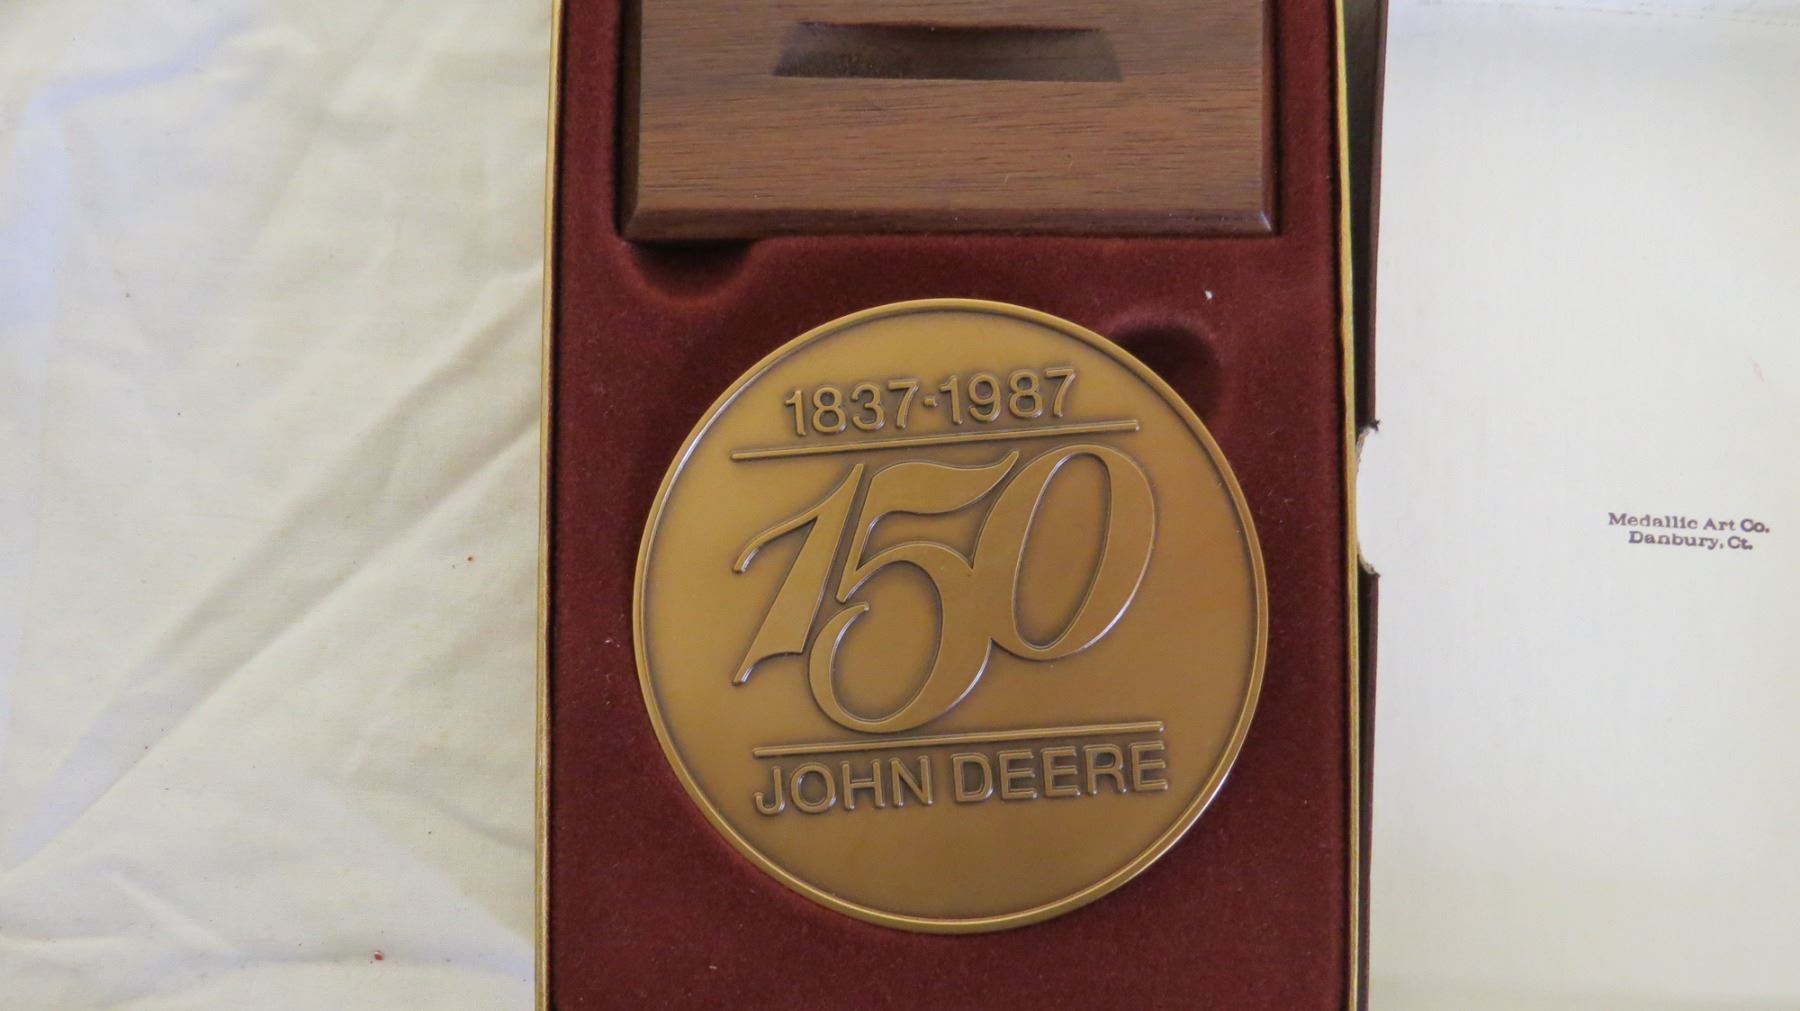 1837-1987
150
JOHN DEERE
Medallic Art Co.
Danbury, Ct.